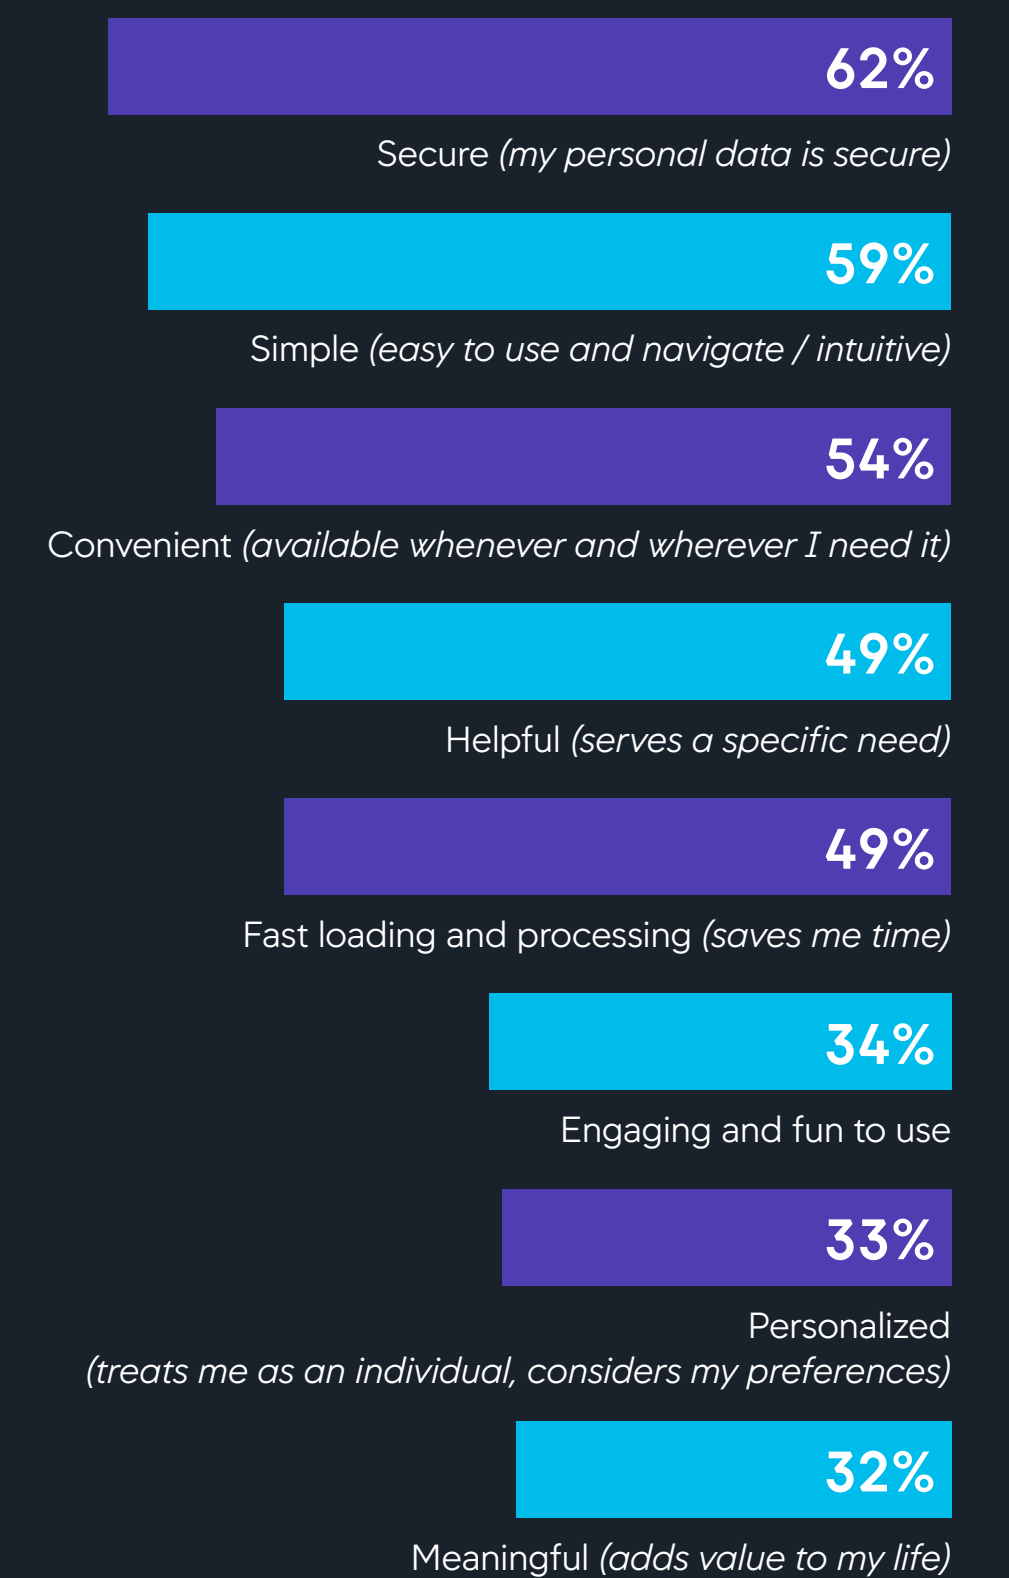 62%
Secure (my personal data is secure)
59%
Simple (easy to use and navigate / intuitive)
54%
Convenient (available whenever and wherever I need it)
49%
Helpful (serves a specific need)
49%
Fast loading and processing (saves me time)
34%
Engaging and fun to use
33%
Personalized
(treats me as an individual, considers my preferences)
32%
Meaningful (adds value to my life)